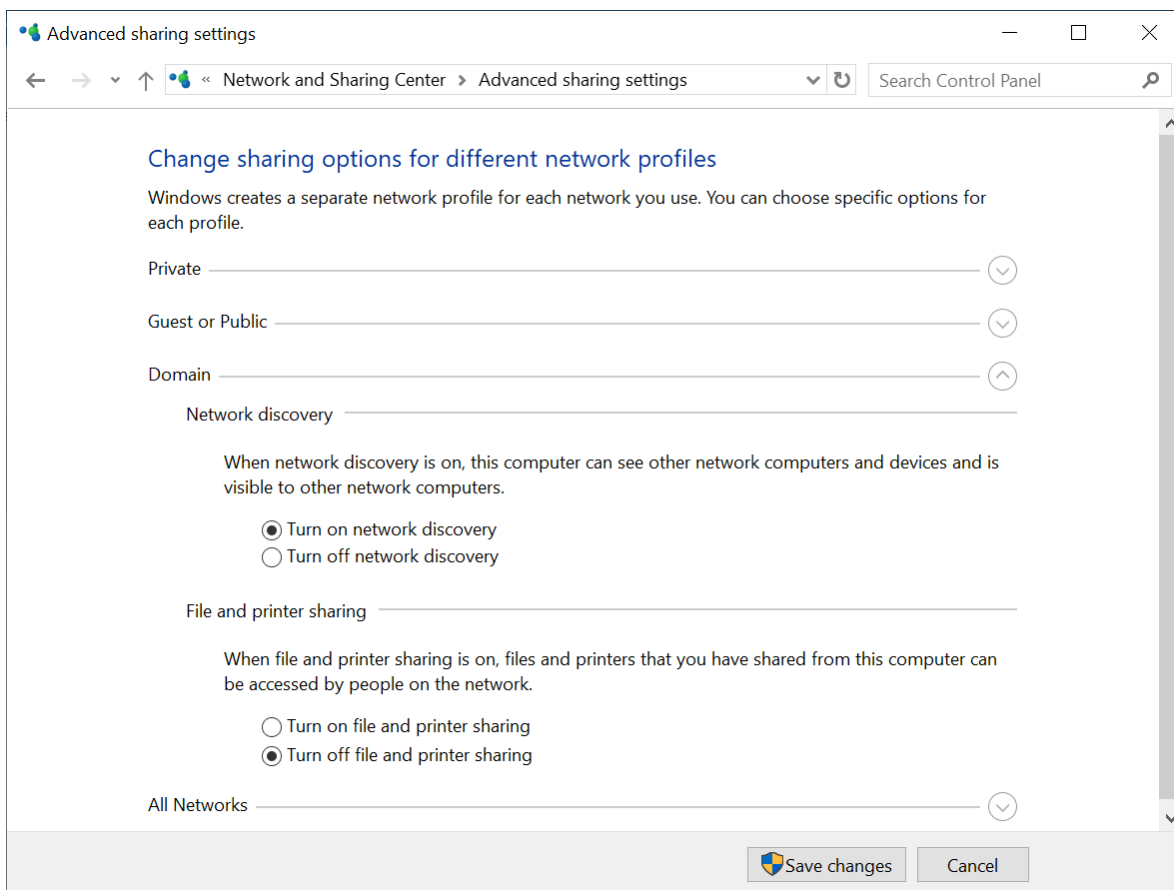 Advanced sharing settings
« Network and Sharing Center > Advanced sharing settings
Search Control Panel
Change sharing options for different network profiles
Windows creates a separate network profile for each network you use. You can choose specific options for
each profile.
Private
Guest or Public
Domain
Network discovery
When network discovery is on, this computer can see other network computers and devices and is
visible to other network computers.
Turn on network discovery
Turn off network discovery
File and printer sharing
When file and printer sharing is on, files and printers that you have shared from this computer can
be accessed by people on the network.
Turn on file and printer sharing
Turn off file and printer sharing
All Networks
Save changes
Cancel